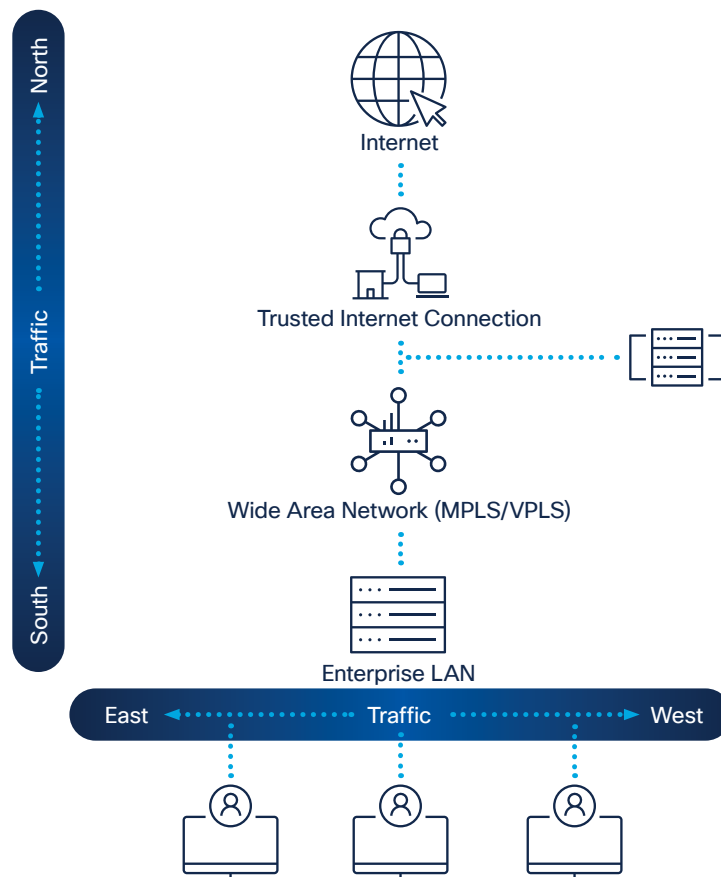 North
Traffic
South
Internet
Trusted Internet Connection
Wide Area Network (MPLS/VPLS)
Enterprise LAN
East
Traffic
West